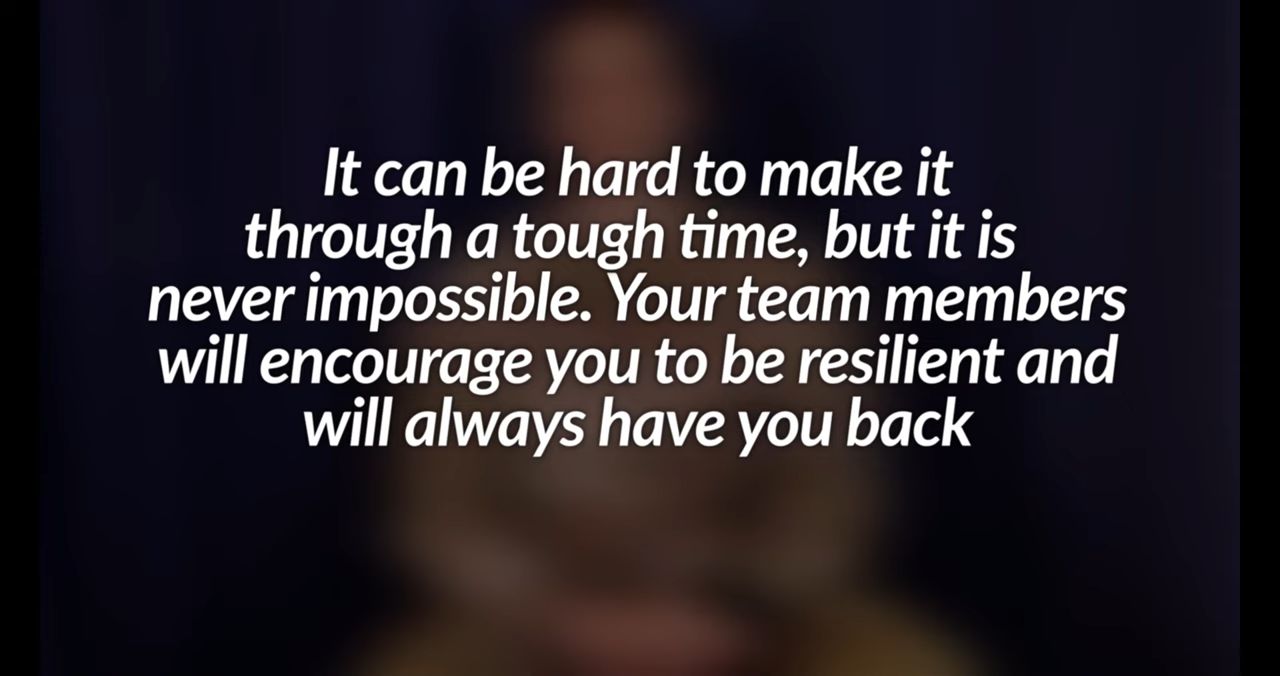 It can be hard to make it
through a tough time, but it is
never impossible. Your team members
will encourage you to be resilient and
will always have you back